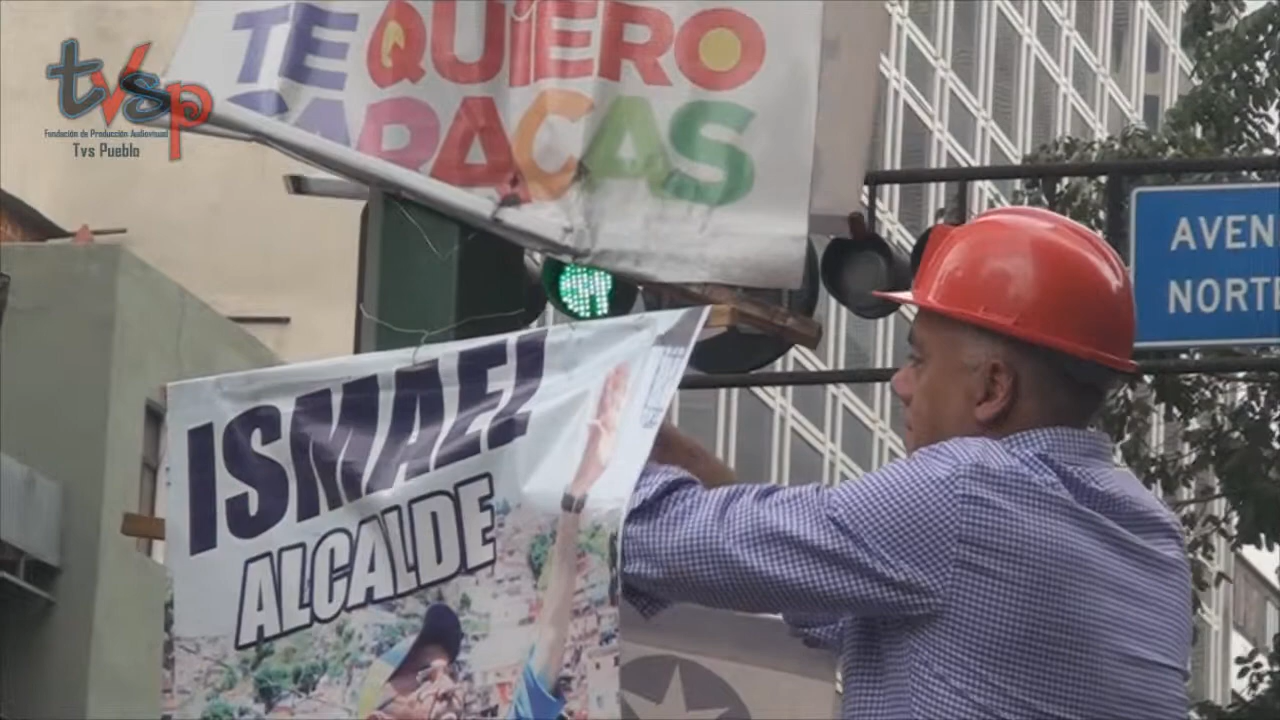 tvsp
Fundación de Producción Audiovisual
Tvs Pueblo
TE QUIERO
CARACAS
ISMAEL
ALCALDE
AVEN
NORT